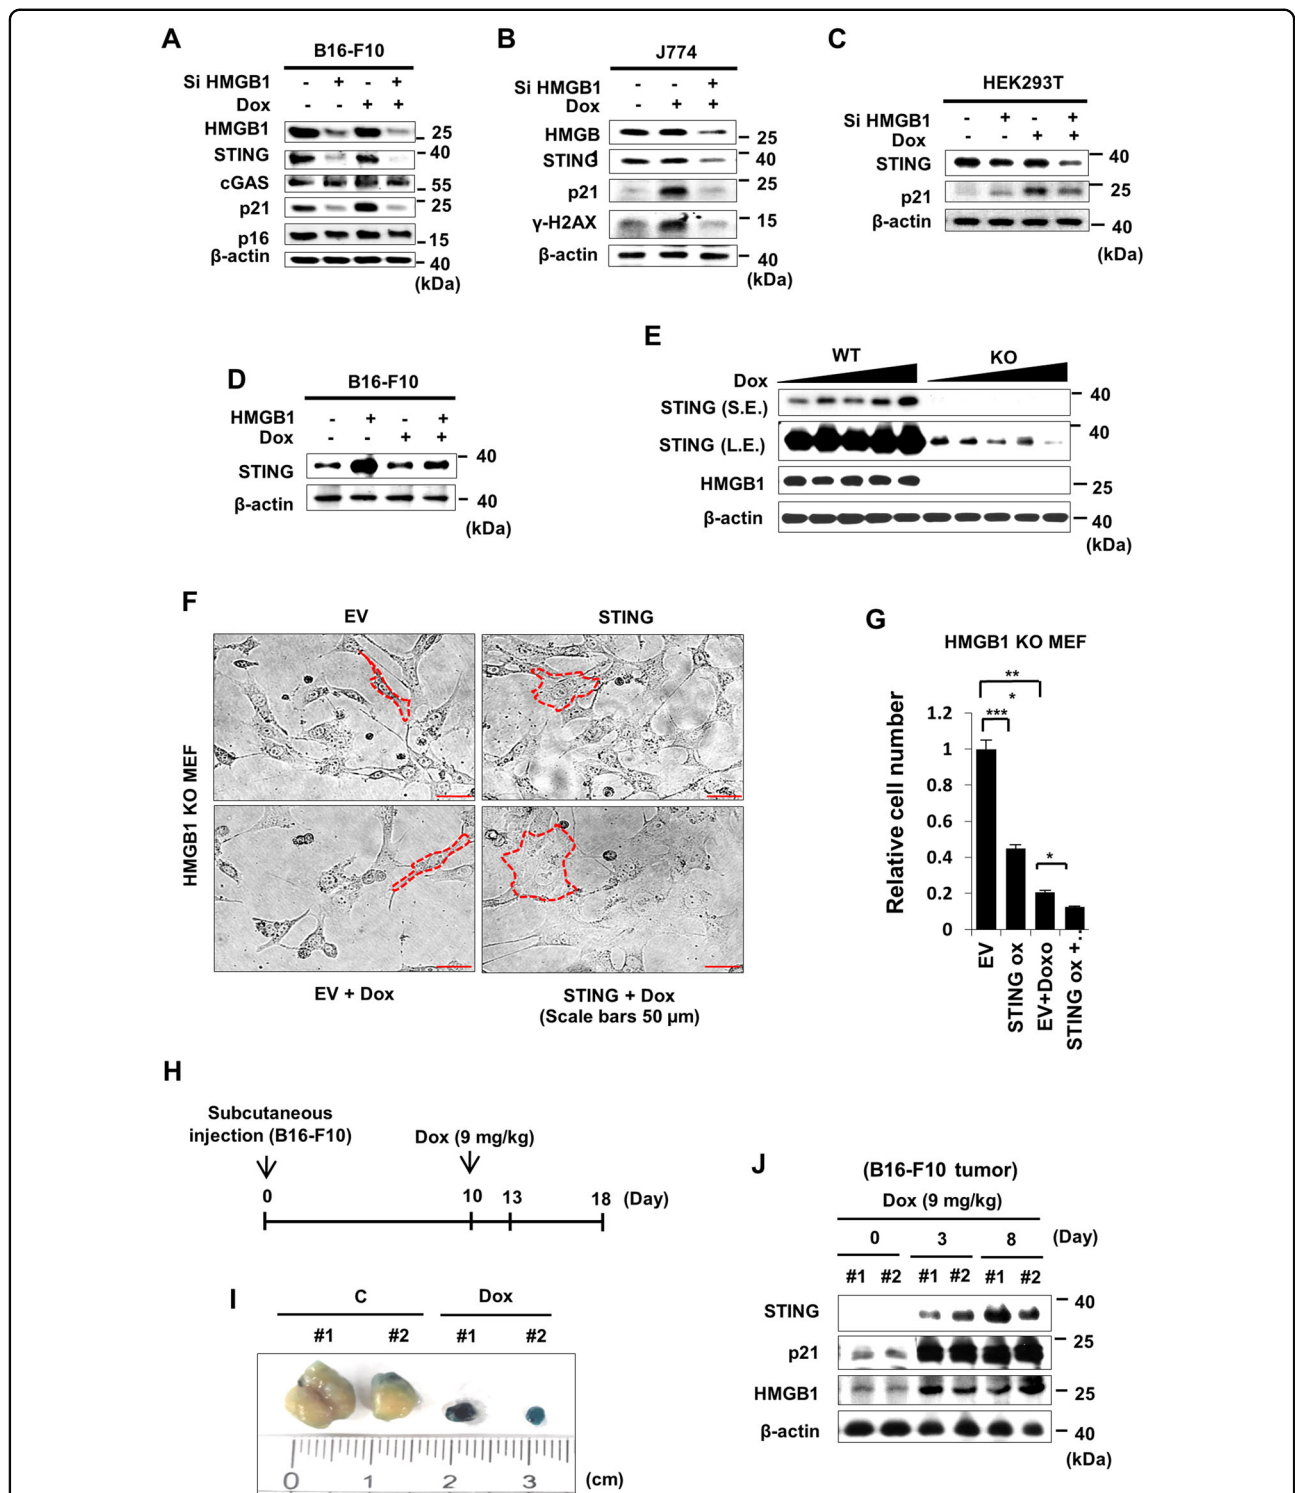 A
B16-F10
Si HMGB1 - + - +
Dox - - + +
HMGB1 25
STING 40
cGAS 55
p21 25
p16 15
β-actin 40
(kDa)
B
J774
Si HMGB1 - - +
Dox - + +
HMGB 25
STING 1 40
p21 25
γ-H2AX 15
β-actin 40
(kDa)
C
HEK293T
Si HMGB1 - + - +
Dox - - + +
STING 40
p21 25
β-actin 40
(kDa)
D
B16-F10
HMGB1 - + - +
Dox - - + +
STING 40
β-actin 40
(kDa)
E
WT KO
Dox
STING (S.E.) 40
STING (L.E.) 40
HMGB1 25
β-actin 40
(kDa)
F
EV STING
HMGB1 KO MEF
EV + Dox STING + Dox
(Scale bars 50 μm)
G
HMGB1 KO MEF
**
*
***
*
Relative cell number
1.2
1
0.8
0.6
0.4
0.2
0
EV
STING ox
EV+Doxo
STING ox +..
H
Subcutaneous
injection (B16-F10)
Dox (9 mg/kg)
0 10 13 18 (Day)
I
C Dox
#1 #2 #1 #2
0 1 2 3 (cm)
J
(B16-F10 tumor)
Dox (9 mg/kg)
0 3 8 (Day)
#1 #2 #1 #2 #1 #2
STING 40
p21 25
HMGB1 25
β-actin 40
(kDa)